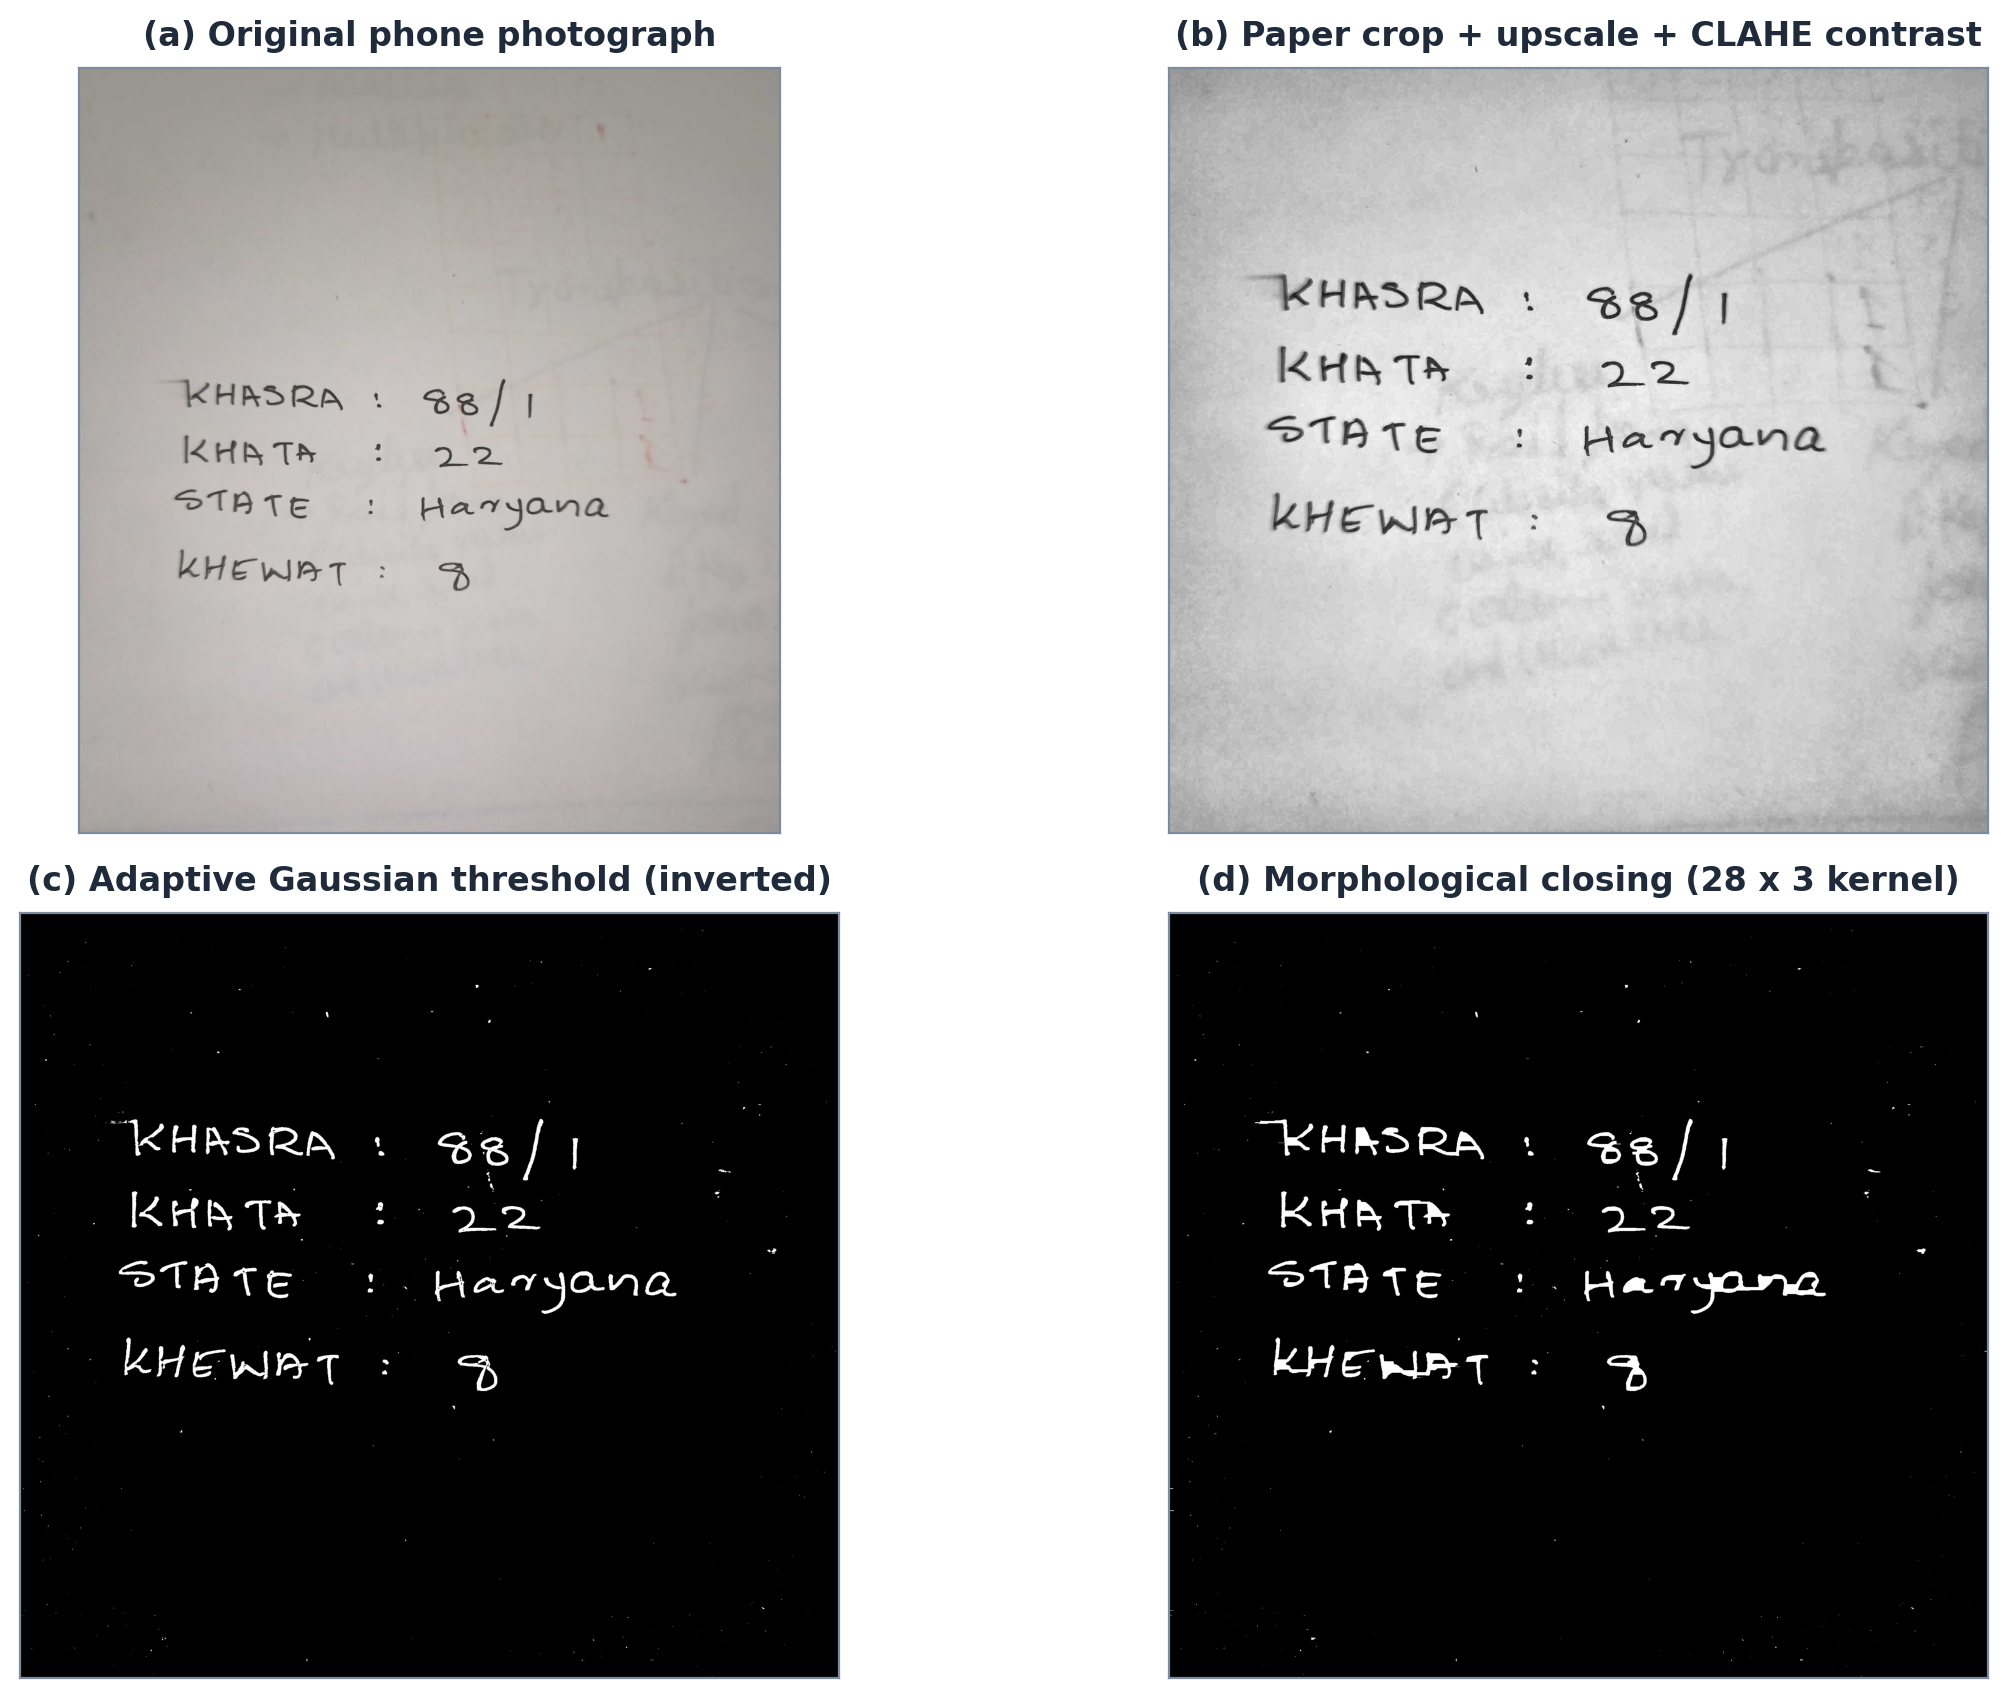 (a) Original phone photograph
KHASRA : 88/1
KHATA : 22
STATE : Haryana
KHEWAT : 8
(b) Paper crop + upscale + CLAHE contrast
Transposit
KHASRA : 88/1
KHATA : 22
STATE : Haryana
KHEWAT : 8
(c) Adaptive Gaussian threshold (inverted)
KHASRA : 88/1
KHATA : 22
STATE : Haryana
KHEWAT : 8
(d) Morphological closing (28 x 3 kernel)
KHASRA : 88/1
KHATA : 22
STATE : Haryana
KHEWAT : 8